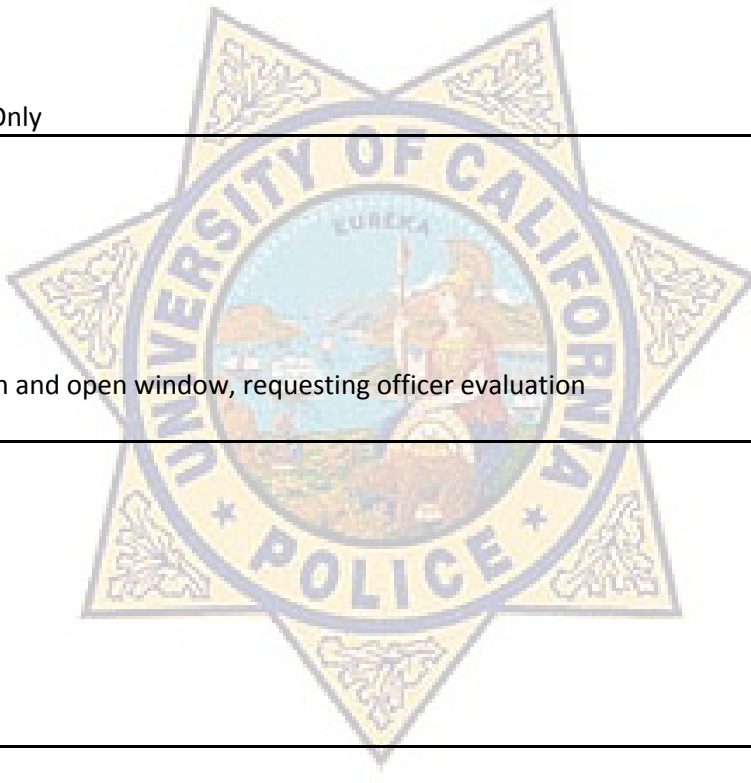 Only
UNIVERSITY OF CALIFORNIA
EUREKA
and open window, requesting officer evaluation
POLICE